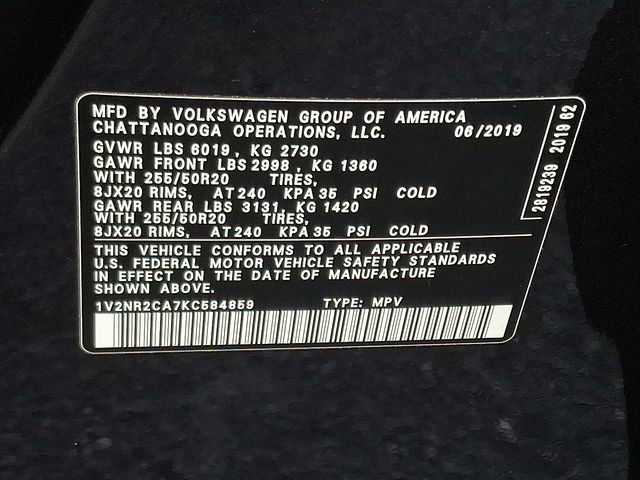 MFD BY VOLKSWAGEN GROUP OF AMERICA
CHATTANOOGA OPERATIONS, LLC. 06/2019
GVWR LBS 6019, KG 2730
GAWR FRONT LBS 2998, KG 1360
WITH 255/50R20 TIRES,
8JX20 RIMS, AT 240 KPA 35 PSI COLD
GAWR REAR LBS 3131, KG 1420
WITH 255/50R20 TIRES,
8JX20 RIMS, AT 240 KPA 35 PSI COLD
THIS VEHICLE CONFORMS TO ALL APPLICABLE
U.S. FEDERAL MOTOR VEHICLE SAFETY STANDARDS
IN EFFECT ON THE DATE OF MANUFACTURE
SHOWN ABOVE.
1V2NR2CA7KC584859 TYPE: MPV
2819239 2019 62